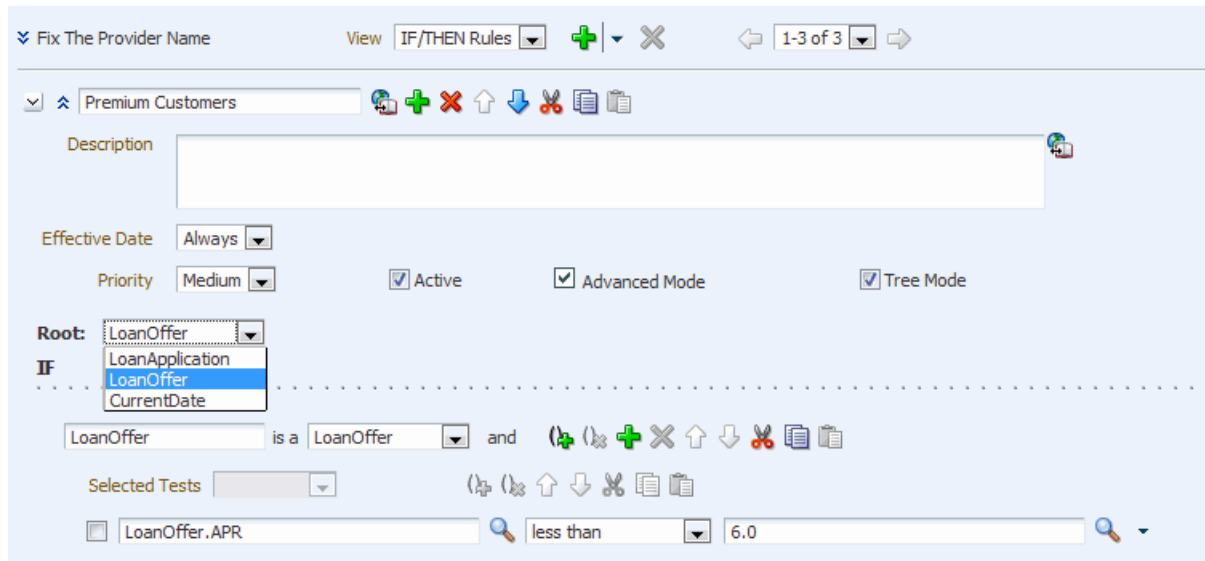 Fix The Provider Name View IF/THEN Rules 1-3 of 3
Premium Customers
Description
Effective Date Always
Priority Medium Active Advanced Mode Tree Mode
Root: LoanOffer
LoanApplication
IF
LoanOffer
CurrentDate
LoanOffer is a LoanOffer and
Selected Tests
LoanOffer.APR less than 6.0